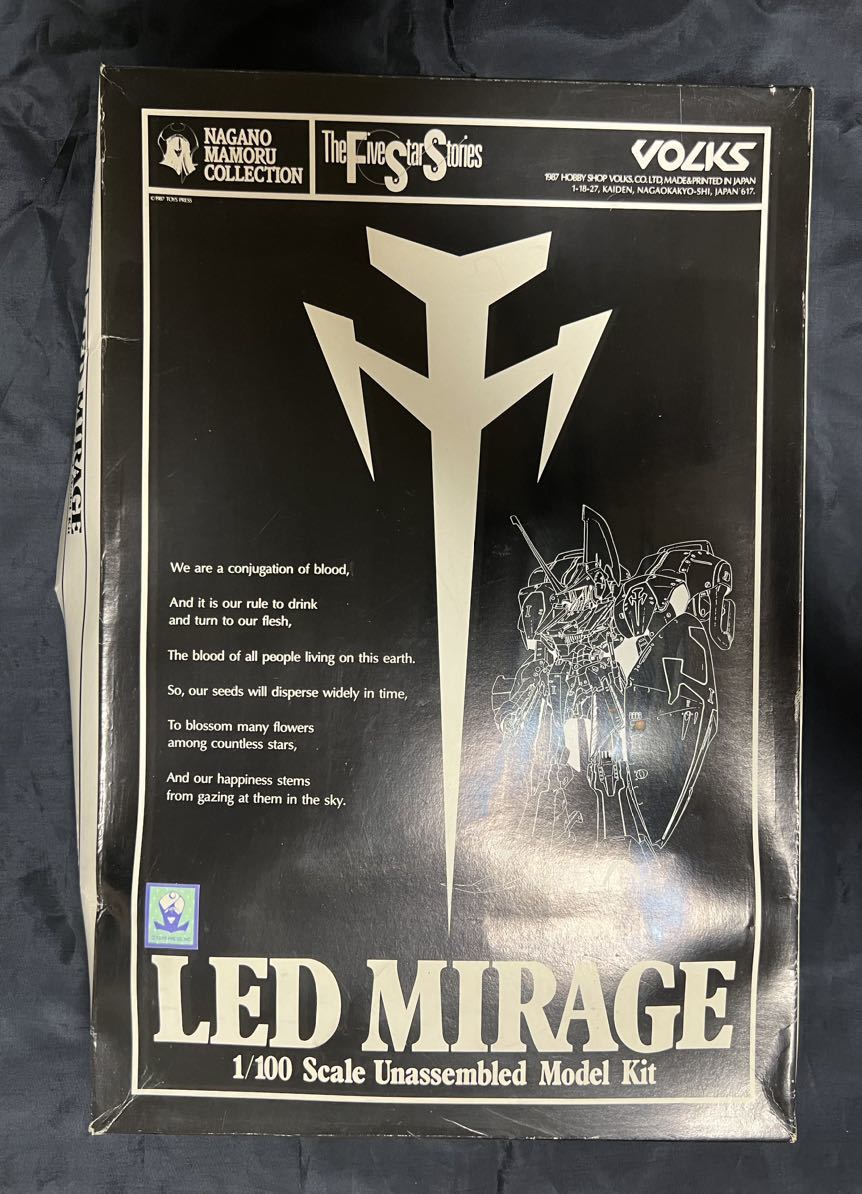 NAGANO
MAMORU
COLLECTION
The Five Star Stories
VOLKS
1987 HOBBY SHOP VOLKS. CO. LTD, MADE&PRINTED IN JAPAN
1-18-27, KAIDEN, NAGAOKAKYO-SHI, JAPAN 617.
©1987 TOYS PRESS
We are a conjugation of blood,
And it is our rule to drink
and turn to our flesh,
The blood of all people living on this earth.
So, our seeds will disperse widely in time,
To blossom many flowers
among countless stars,
And our happiness stems
from gazing at them in the sky.
LED MIRAGE
1/100 Scale Unassembled Model Kit
MIRAGE